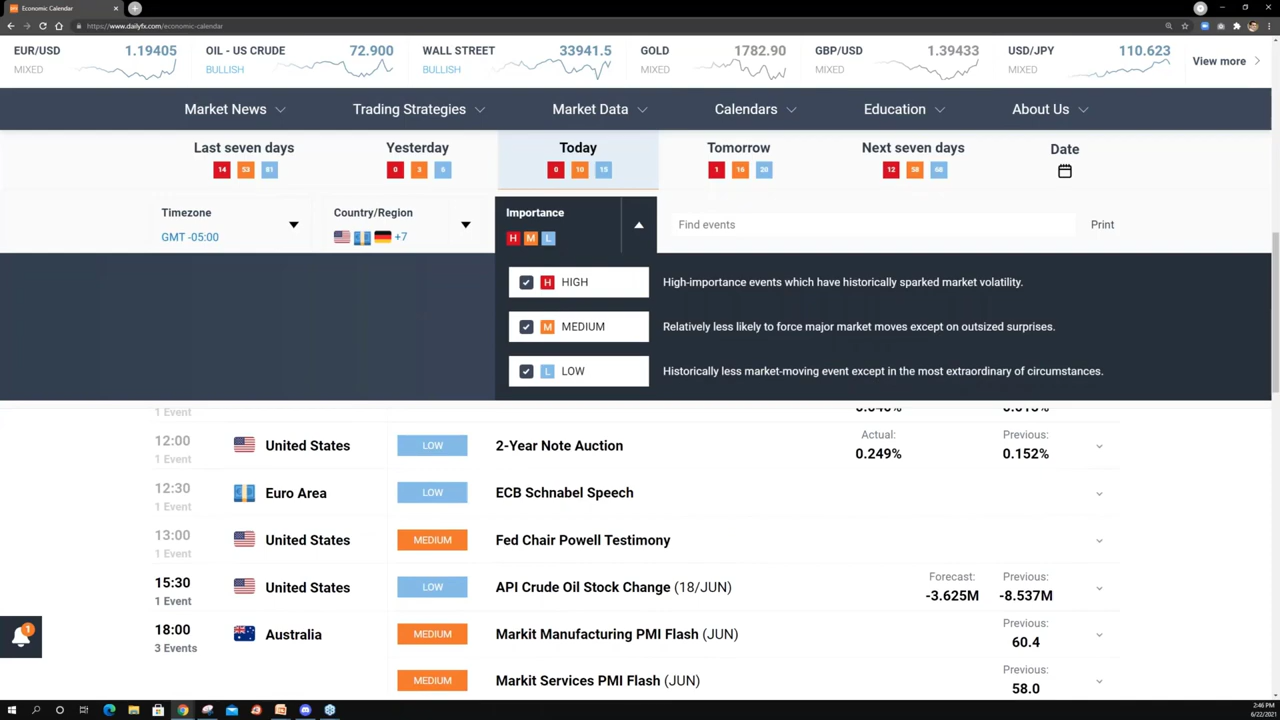 Economic Calendar
https://www.dailyfx.com/economic-calendar
EUR/USD 1.19405
MIXED
OIL - US CRUDE 72.900
BULLISH
WALL STREET 33941.5
BULLISH
GOLD 1782.90
MIXED
GBP/USD 1.39433
MIXED
USD/JPY 110.623
MIXED
View more
Market News Trading Strategies Market Data Calendars Education About Us
Last seven days Yesterday Today Tomorrow Next seven days Date
14 53 81 0 3 6 0 10 15 1 16 20 12 58 68
Timezone
GMT -05:00
Country/Region
+7
Importance
H M L
Find events
Print
H HIGH High-importance events which have historically sparked market volatility.
M MEDIUM Relatively less likely to force major market moves except on outsized surprises.
L LOW Historically less market-moving event except in the most extraordinary of circumstances.
1 Event
12:00 United States LOW 2-Year Note Auction Actual: Previous:
1 Event 0.249% 0.152%
12:30 Euro Area LOW ECB Schnabel Speech
1 Event
13:00 United States MEDIUM Fed Chair Powell Testimony
1 Event
15:30 United States LOW API Crude Oil Stock Change (18/JUN) Forecast: Previous:
1 Event -3.625M -8.537M
18:00 Australia MEDIUM Markit Manufacturing PMI Flash (JUN) Previous:
3 Events 60.4
MEDIUM Markit Services PMI Flash (JUN) Previous:
58.0
1
2:46 PM
6/22/2021